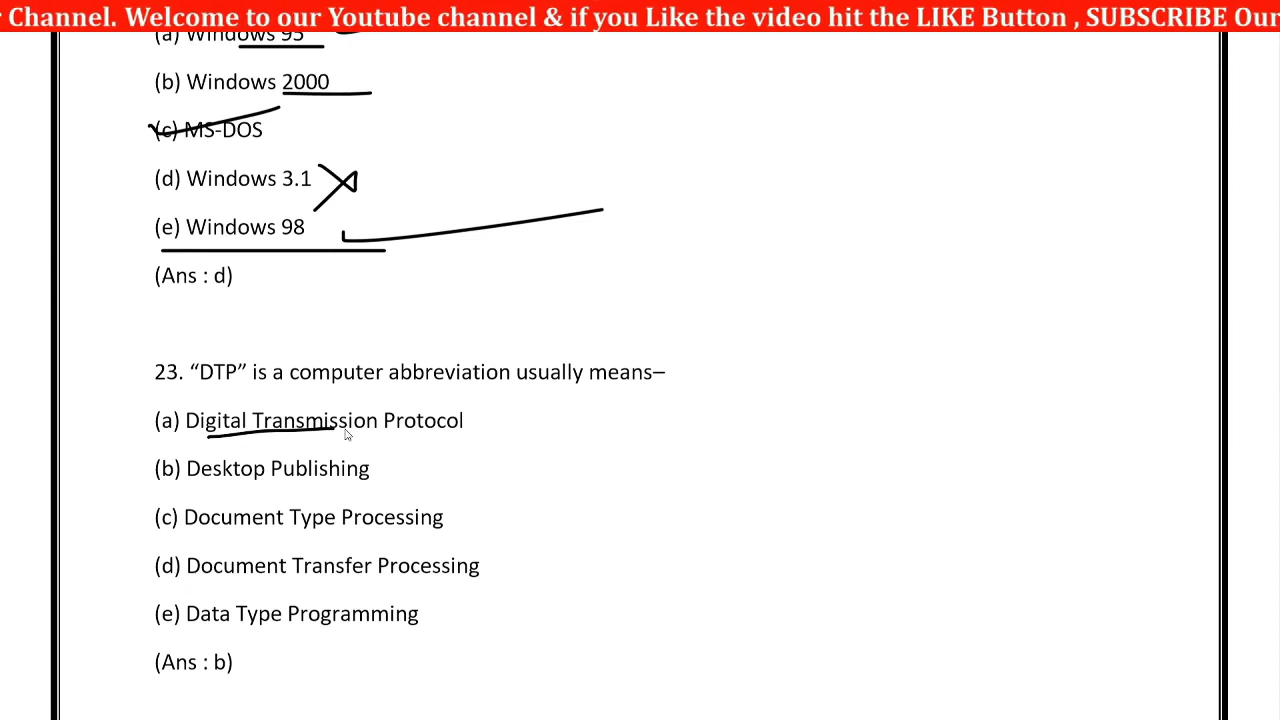 Channel. Welcome to our Youtube channel & if you Like the video hit the LIKE Button , SUBSCRIBE Our
(a) Windows 95
(b) Windows 2000
(c) MS-DOS
(d) Windows 3.1
(e) Windows 98
(Ans : d)
23. “DTP” is a computer abbreviation usually means–
(a) Digital Transmission Protocol
(b) Desktop Publishing
(c) Document Type Processing
(d) Document Transfer Processing
(e) Data Type Programming
(Ans : b)